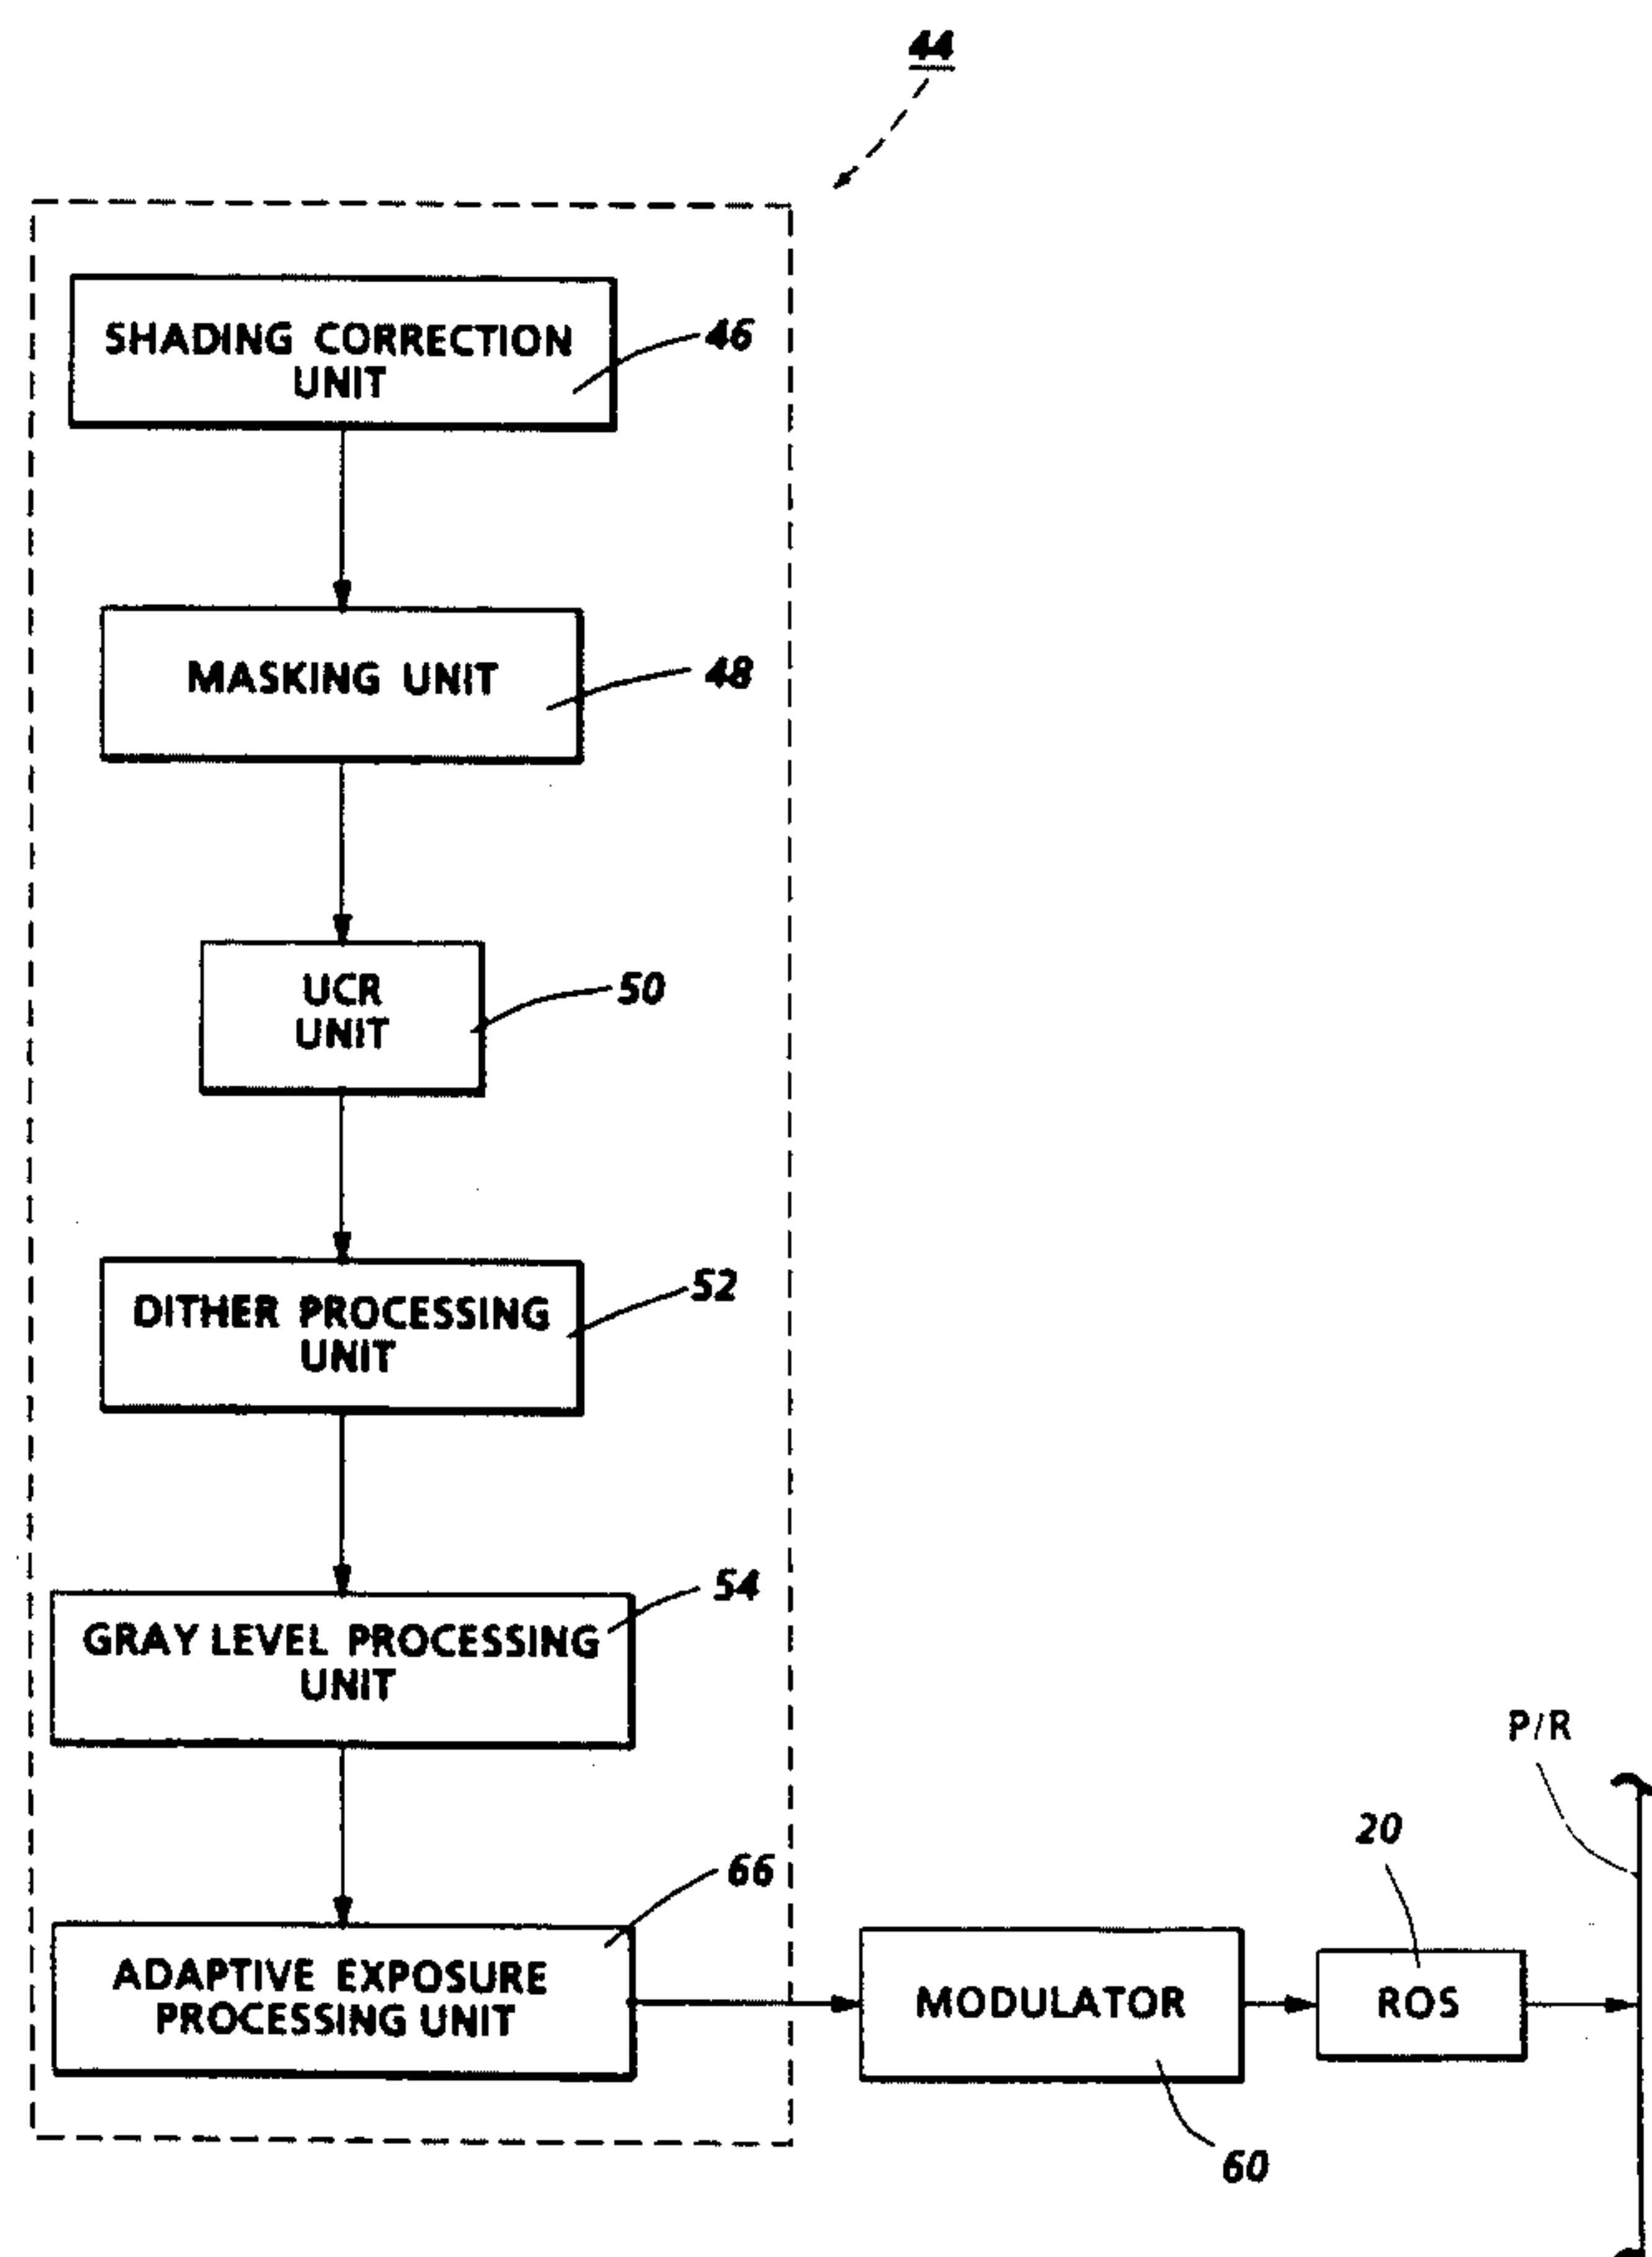 44
SHADING CORRECTION
UNIT
46
MASKING UNIT
48
UCR
UNIT
50
DITHER PROCESSING
UNIT
52
GRAY LEVEL PROCESSING
UNIT
54
ADAPTIVE EXPOSURE
PROCESSING UNIT
66
MODULATOR
60
ROS
20
P/R